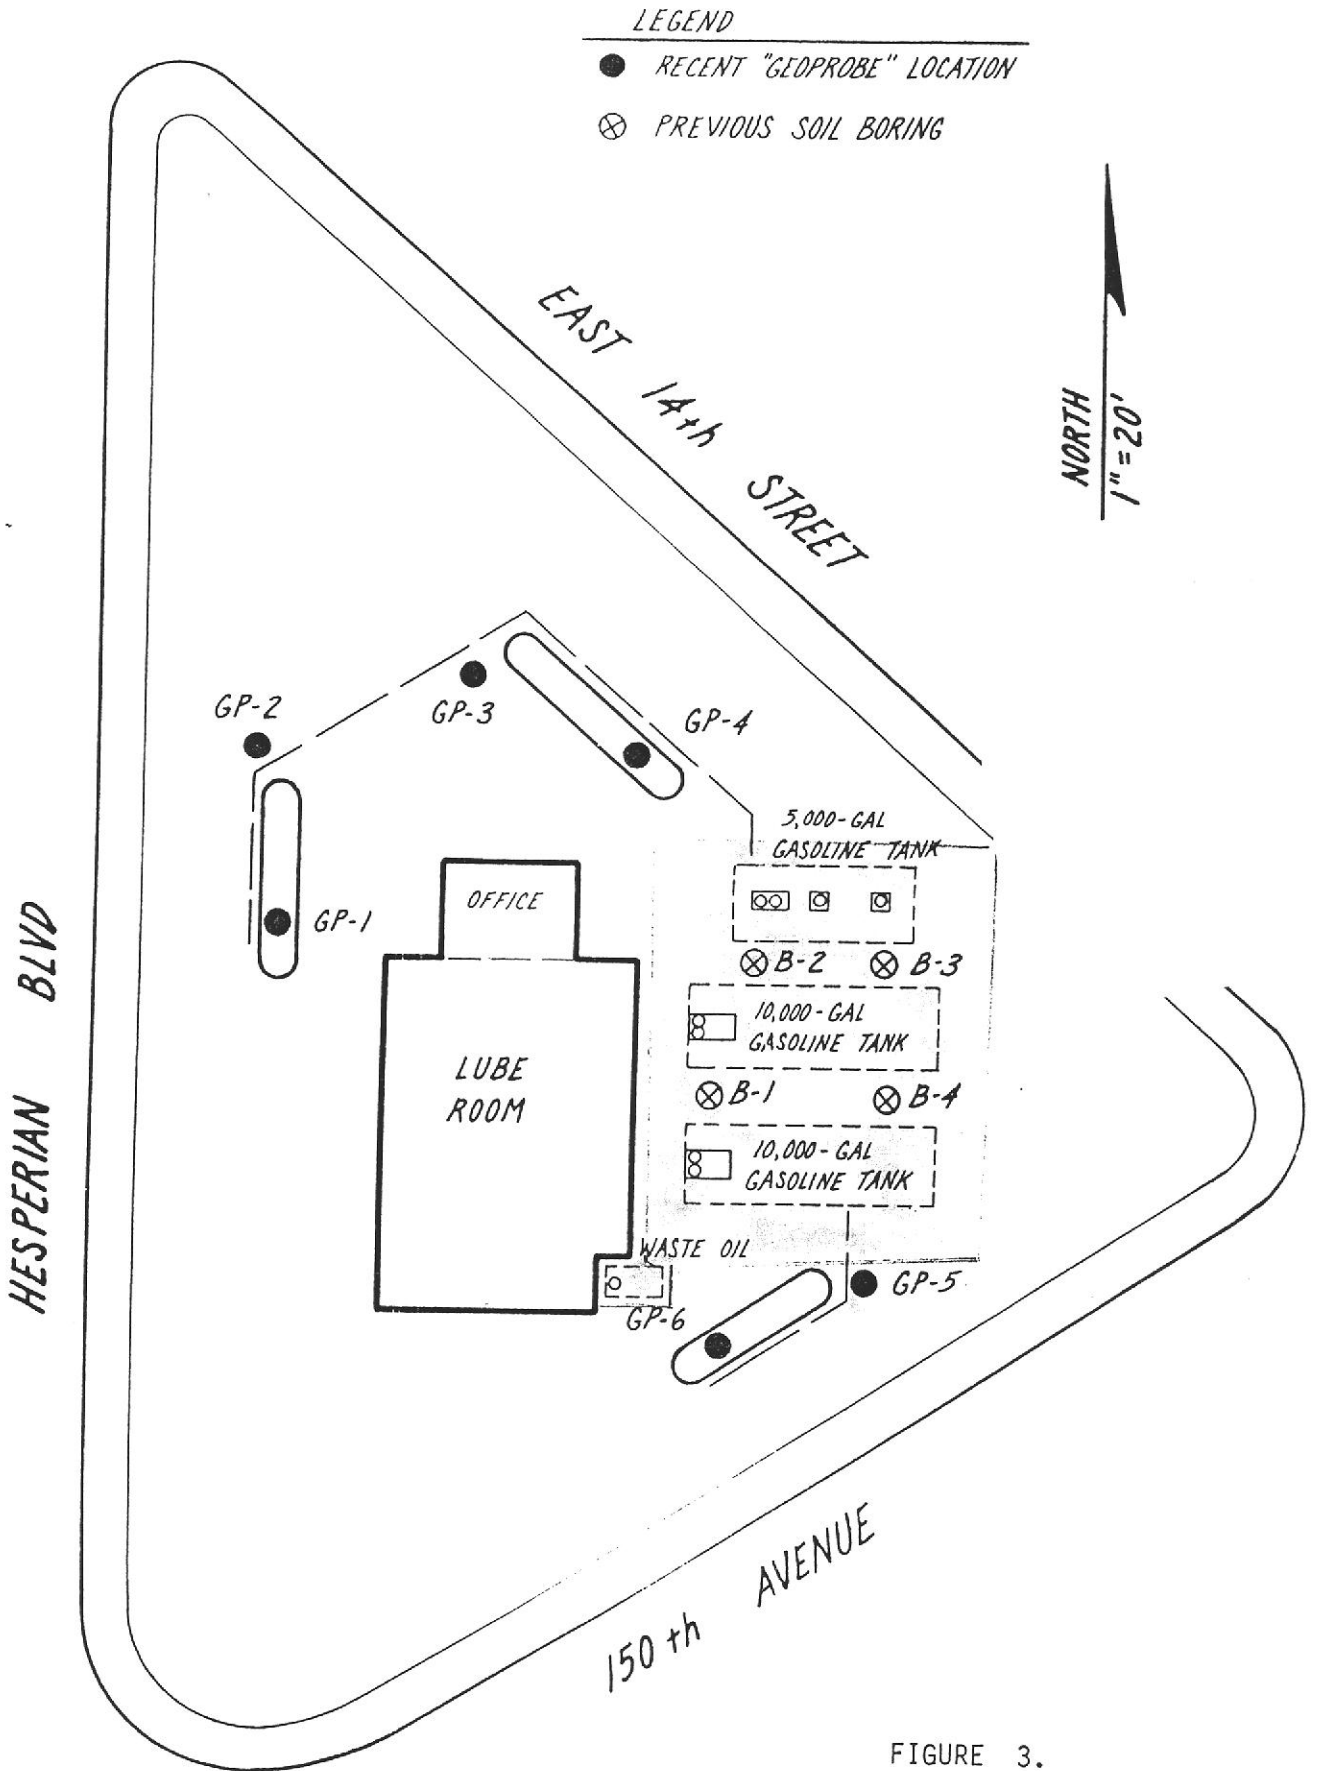 LEGEND
RECENT "GEOPROBE" LOCATION
PREVIOUS SOIL BORING
NORTH
1"=20'
EAST 14th STREET
GP-2
GP-3
GP-4
5,000-GAL
GASOLINE TANK
OFFICE
GP-1
B-2
B-3
10,000-GAL
GASOLINE TANK
LUBE
ROOM
B-1
B-4
10,000-GAL
GASOLINE TANK
HESPERIAN BLVD
WASTE OIL
GP-5
GP-6
150th AVENUE
FIGURE 3.